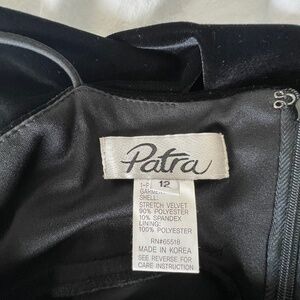 Patra
12
GARMENT
SHELL:
STRETCH VELVET
90% POLYESTER
10% SPANDEX
LINING:
100% POLYESTER
RN#65518
MADE IN KOREA
SEE REVERSE FOR
CARE INSTRUCTION